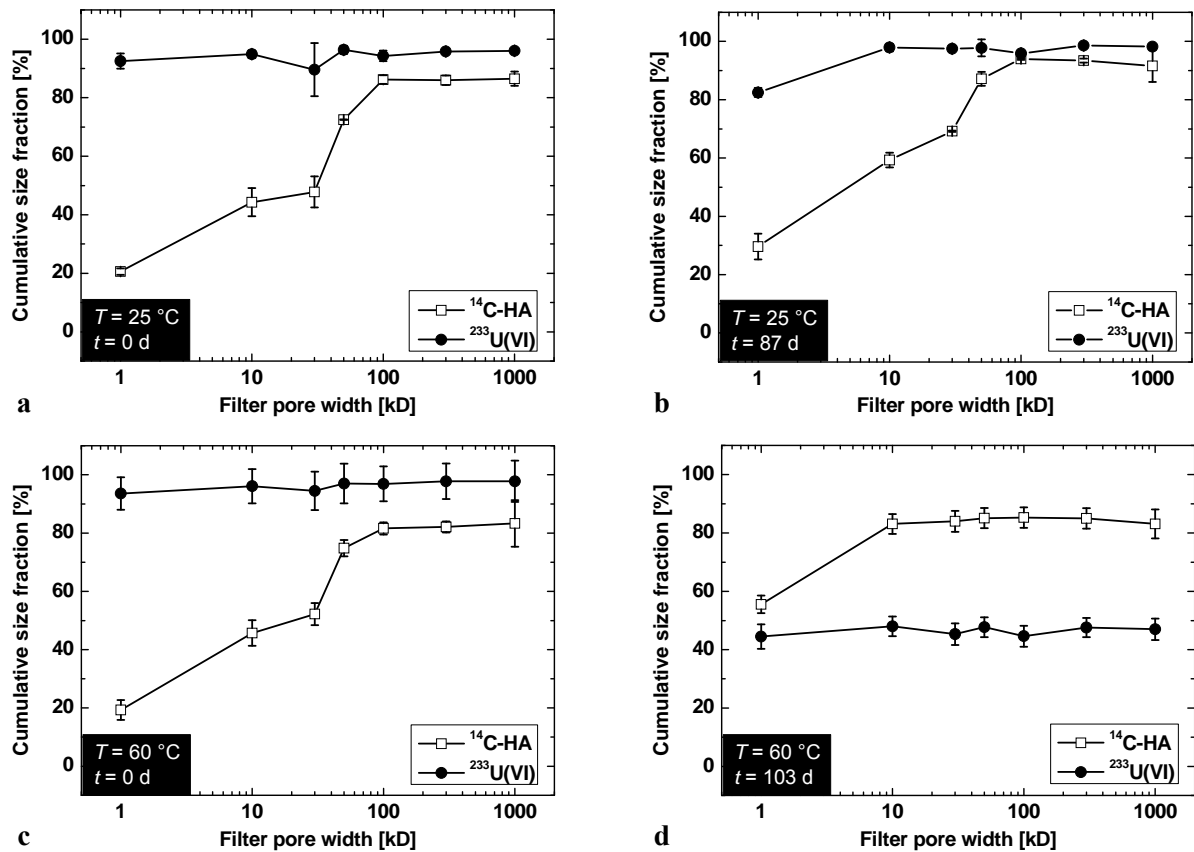 Cumulative size fraction [%]
100
80
60
40
20
0
T = 25 °C
t = 0 d
¹⁴C-HA
²³³U(VI)
1 10 100 1000
Filter pore width [kD]
a
Cumulative size fraction [%]
100
80
60
40
20
0
T = 25 °C
t = 87 d
¹⁴C-HA
²³³U(VI)
1 10 100 1000
Filter pore width [kD]
b
Cumulative size fraction [%]
100
80
60
40
20
0
T = 60 °C
t = 0 d
¹⁴C-HA
²³³U(VI)
1 10 100 1000
Filter pore width [kD]
c
Cumulative size fraction [%]
100
80
60
40
20
0
T = 60 °C
t = 103 d
¹⁴C-HA
²³³U(VI)
1 10 100 1000
Filter pore width [kD]
d